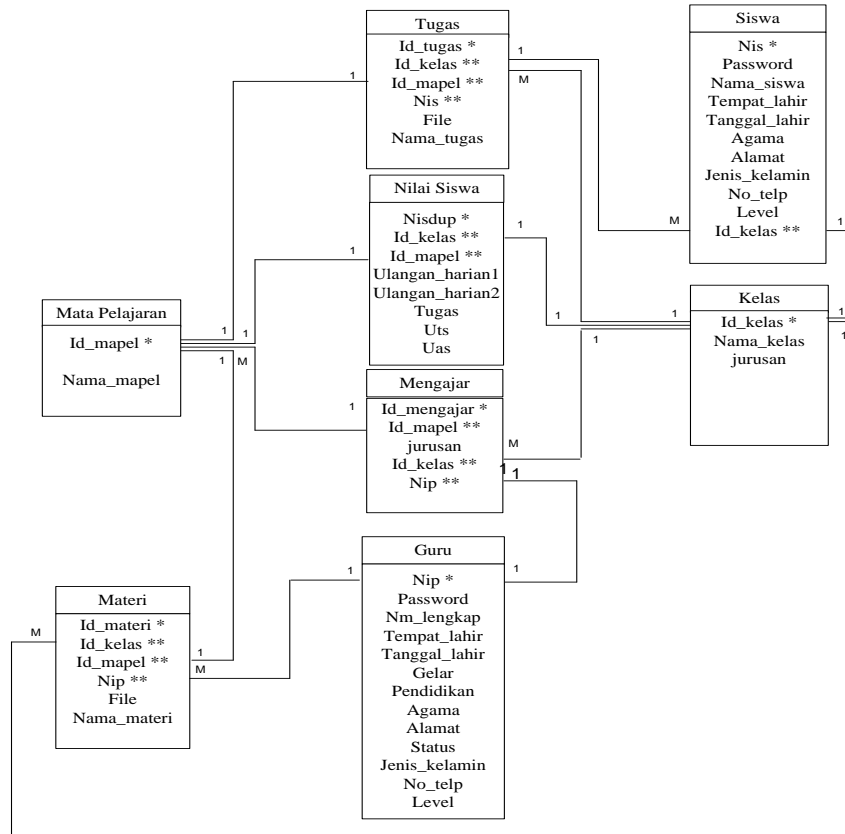 Tugas
Id_tugas *
Id_kelas **
Id_mapel **
Nis **
File
Nama_tugas
1
1
M
Siswa
Nis *
Password
Nama_siswa
Tempat_lahir
Tanggal_lahir
Agama
Alamat
Jenis_kelamin
No_telp
Level
Id_kelas **
M
1
Nilai Siswa
Nisdup *
Id_kelas **
Id_mapel **
Ulangan_harian1
Ulangan_harian2
Tugas
Uts
Uas
1
1
Mata Pelajaran
Id_mapel *
Nama_mapel
1
1
1
M
Kelas
Id_kelas *
Nama_kelas
jurusan
1
1
1
1
1
Mengajar
Id_mengajar *
Id_mapel **
jurusan
Id_kelas **
Nip **
1
M
1
1
Guru
Nip *
Password
Nm_lengkap
Tempat_lahir
Tanggal_lahir
Gelar
Pendidikan
Agama
Alamat
Status
Jenis_kelamin
No_telp
Level
1
1
Materi
Id_materi *
Id_kelas **
Id_mapel **
Nip **
File
Nama_materi
M
1
M